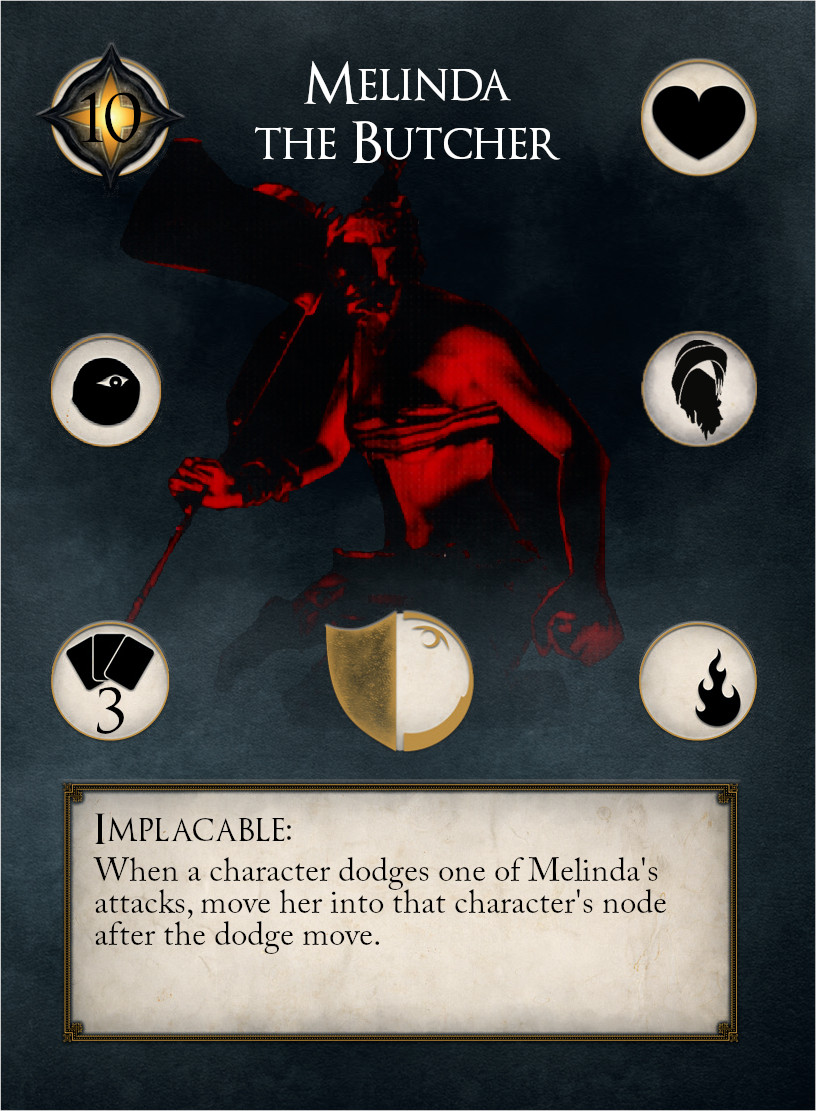 10
Melinda
the Butcher
3
Implacable:
When a character dodges one of Melinda's
attacks, move her into that character's node
after the dodge move.